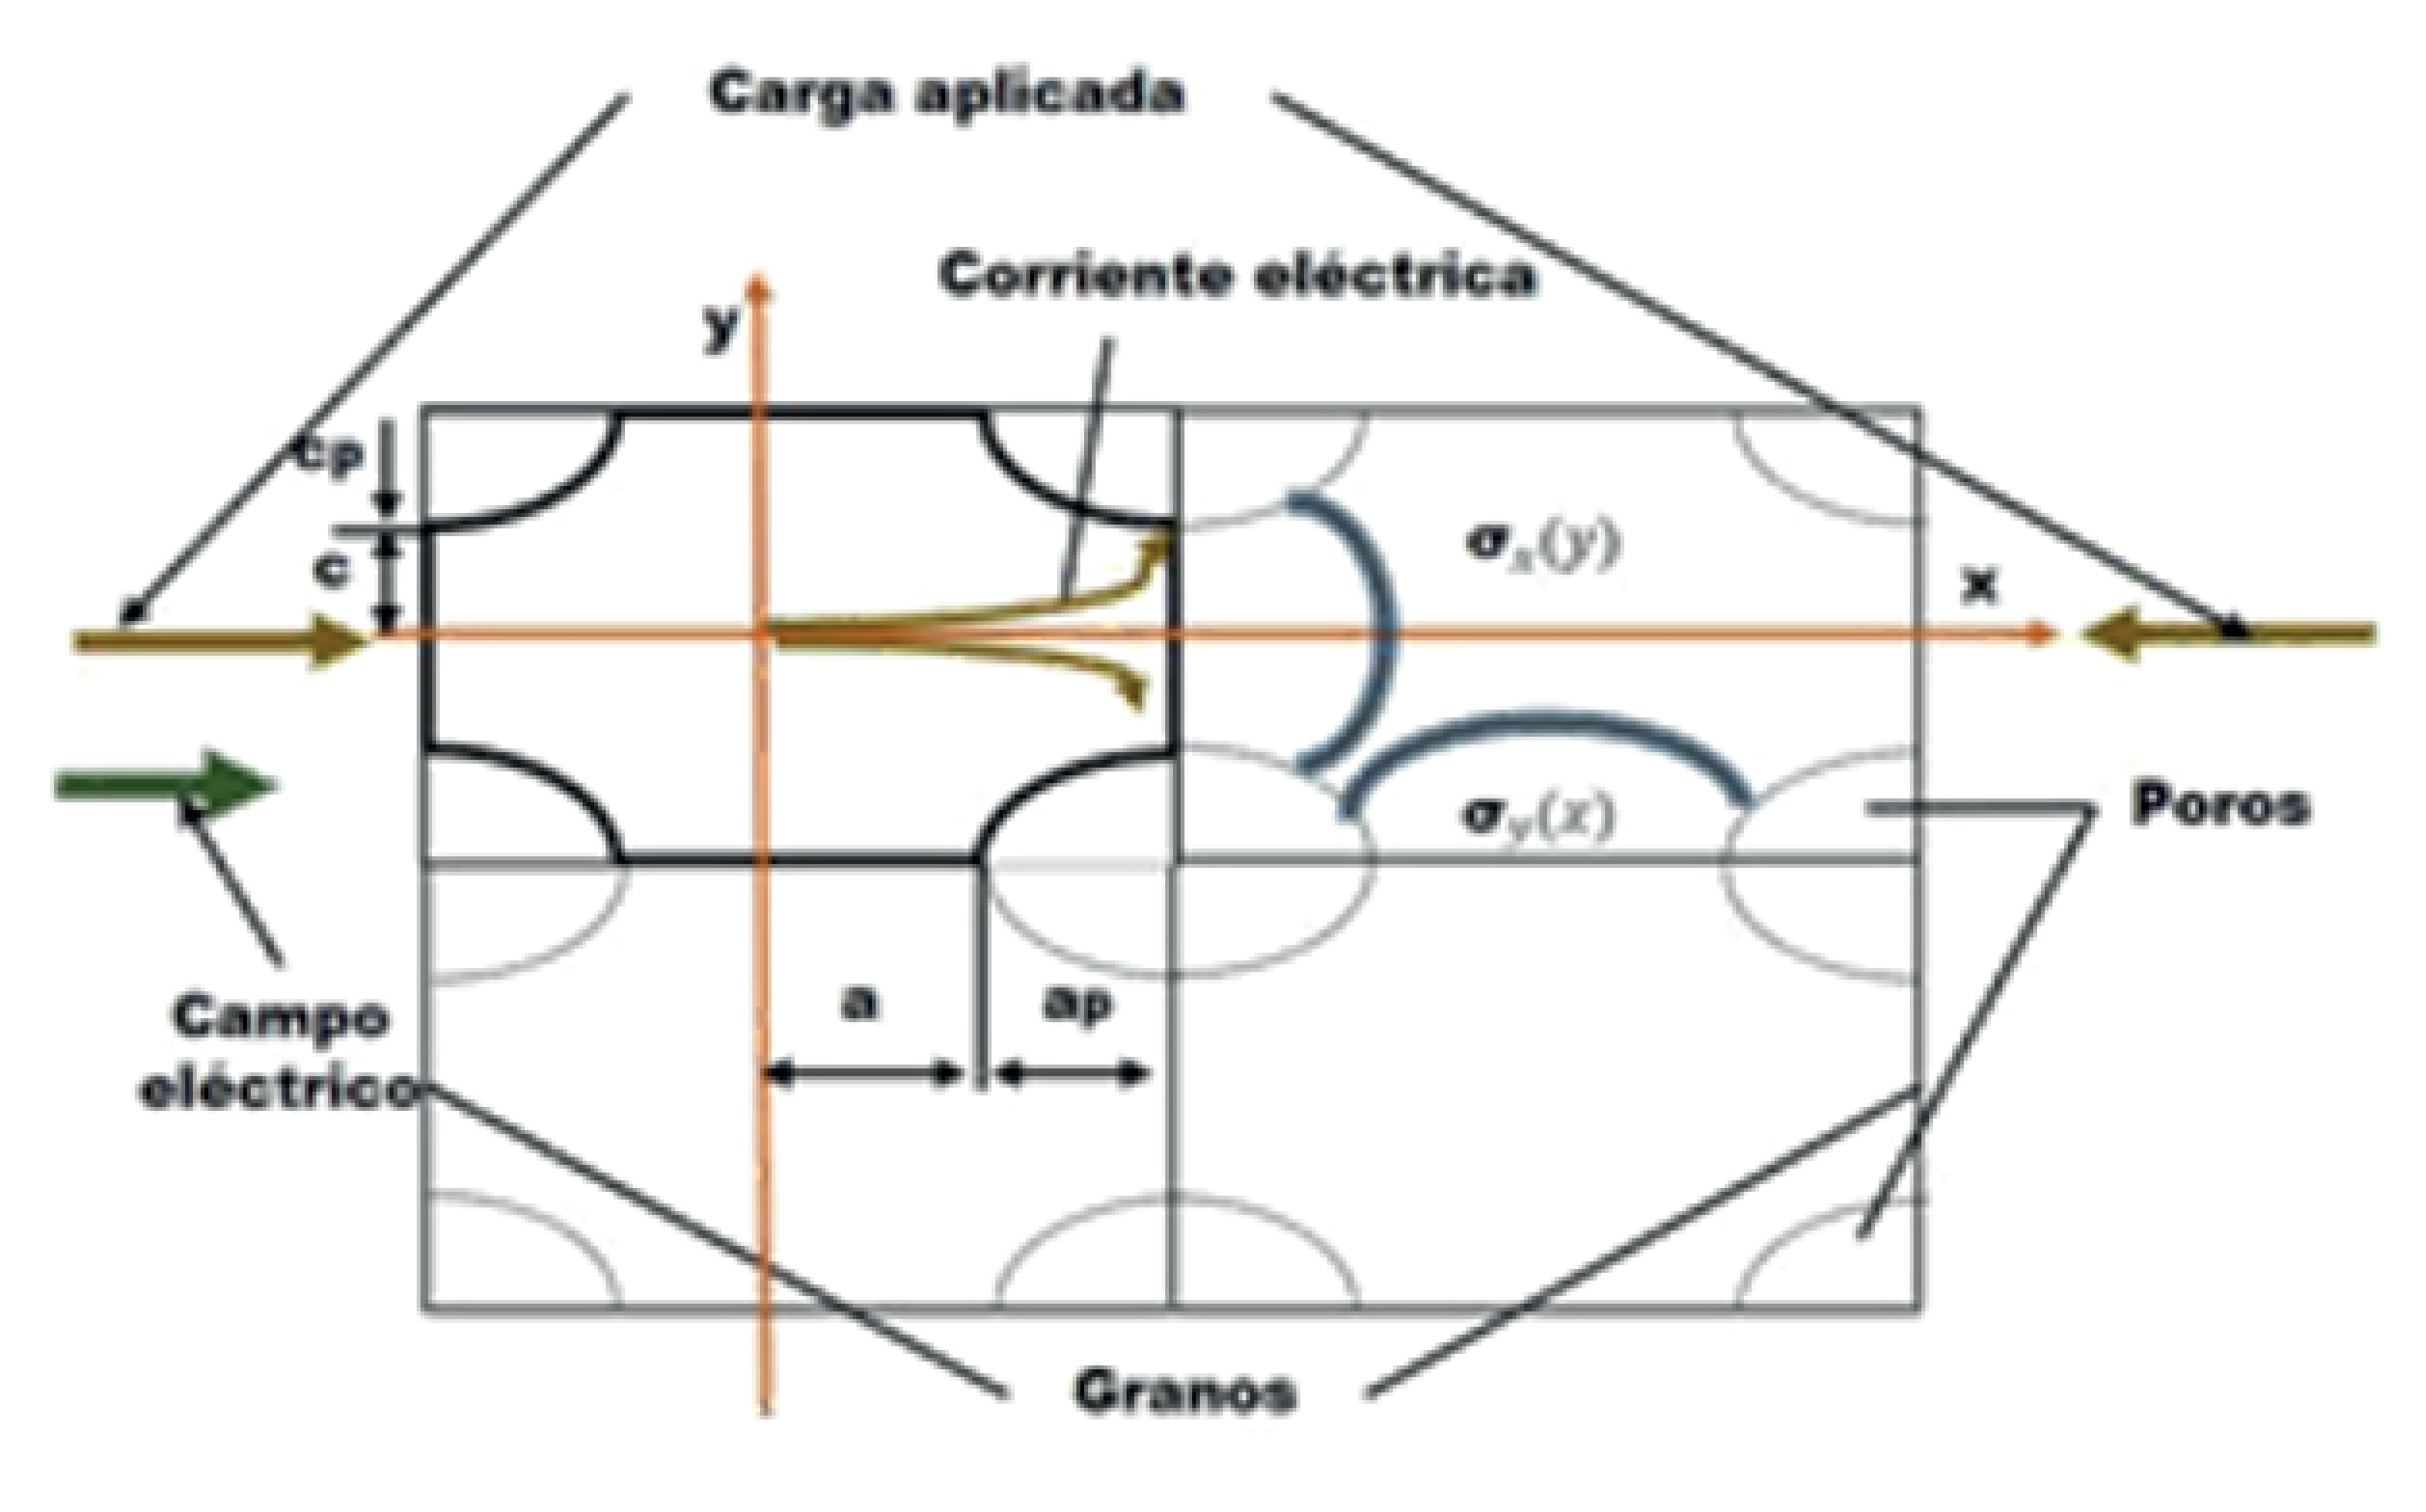 Carga aplicada
Corriente eléctrica
y
cp
c
σx(y)
x
σy(x)
Poros
a
ap
Campo
eléctrico
Granos